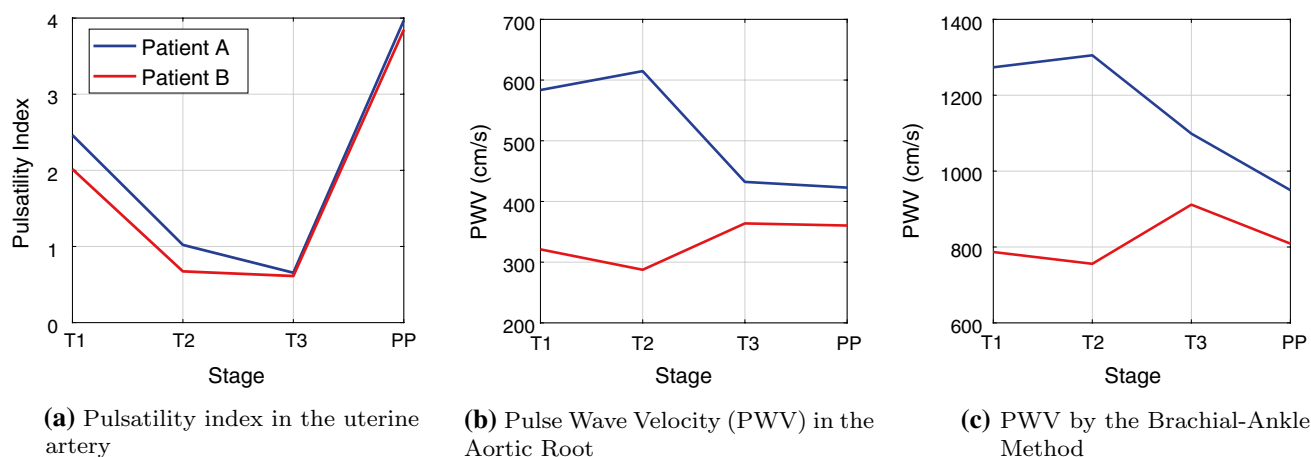 4
3
2
1
0
T1 T2 T3 PP
Pulsatility Index
Stage
Patient A
Patient B
(a) Pulsatility index in the uterine
artery
700
600
500
400
300
200
T1 T2 T3 PP
PWV (cm/s)
Stage
(b) Pulse Wave Velocity (PWV) in the
Aortic Root
1400
1200
1000
800
600
T1 T2 T3 PP
PWV (cm/s)
Stage
(c) PWV by the Brachial-Ankle
Method